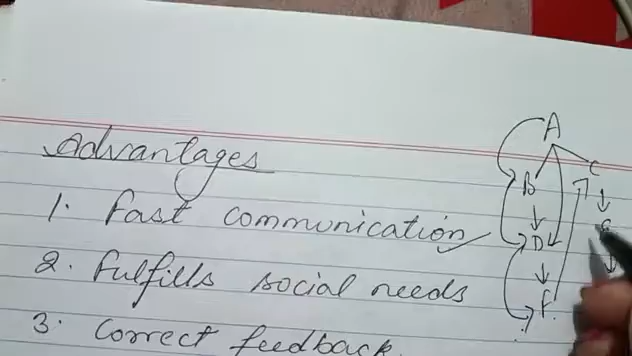 Advantages
1. Fast communication
2. Fulfills social needs
3. Correct feedback.
A
B C
D
F